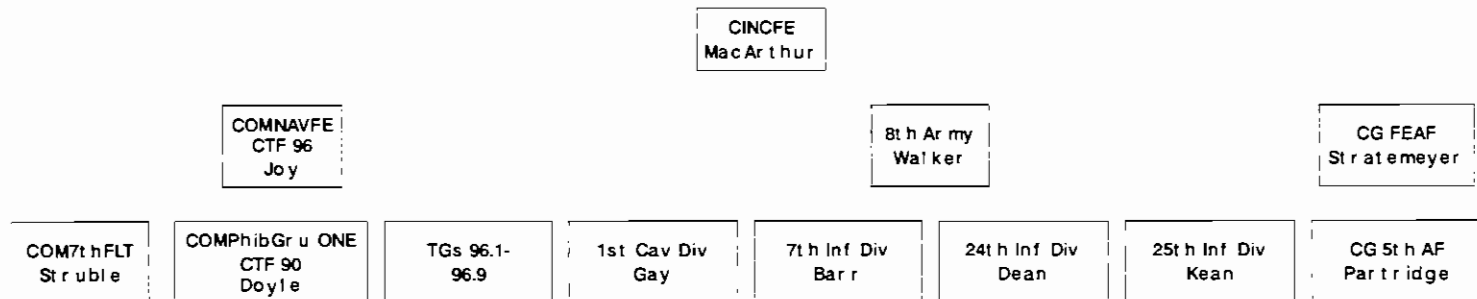 CINCFE
MacArthur
COMNAVFE
CTF 96
Joy
8th Army
Walker
CG FEAF
Stratemeyer
COM7thFLT
Struble
COMPhibGru ONE
CTF 90
Doyle
TGs 96.1-
96.9
1st Cav Div
Gay
7th Inf Div
Barr
24th Inf Div
Dean
25th Inf Div
Kean
CG 5th AF
Partridge